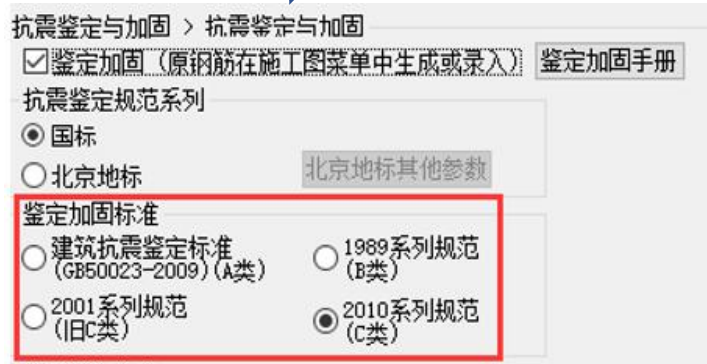 抗震鉴定与加固 > 抗震鉴定与加固
鉴定加固（原钢筋在施工图菜单中生成或录入） 鉴定加固手册
抗震鉴定规范系列
国标
北京地标 北京地标其他参数
鉴定加固标准
建筑抗震鉴定标准 1989系列规范
(GB50023-2009)(A类) (B类)
2001系列规范 2010系列规范
(旧C类) (C类)